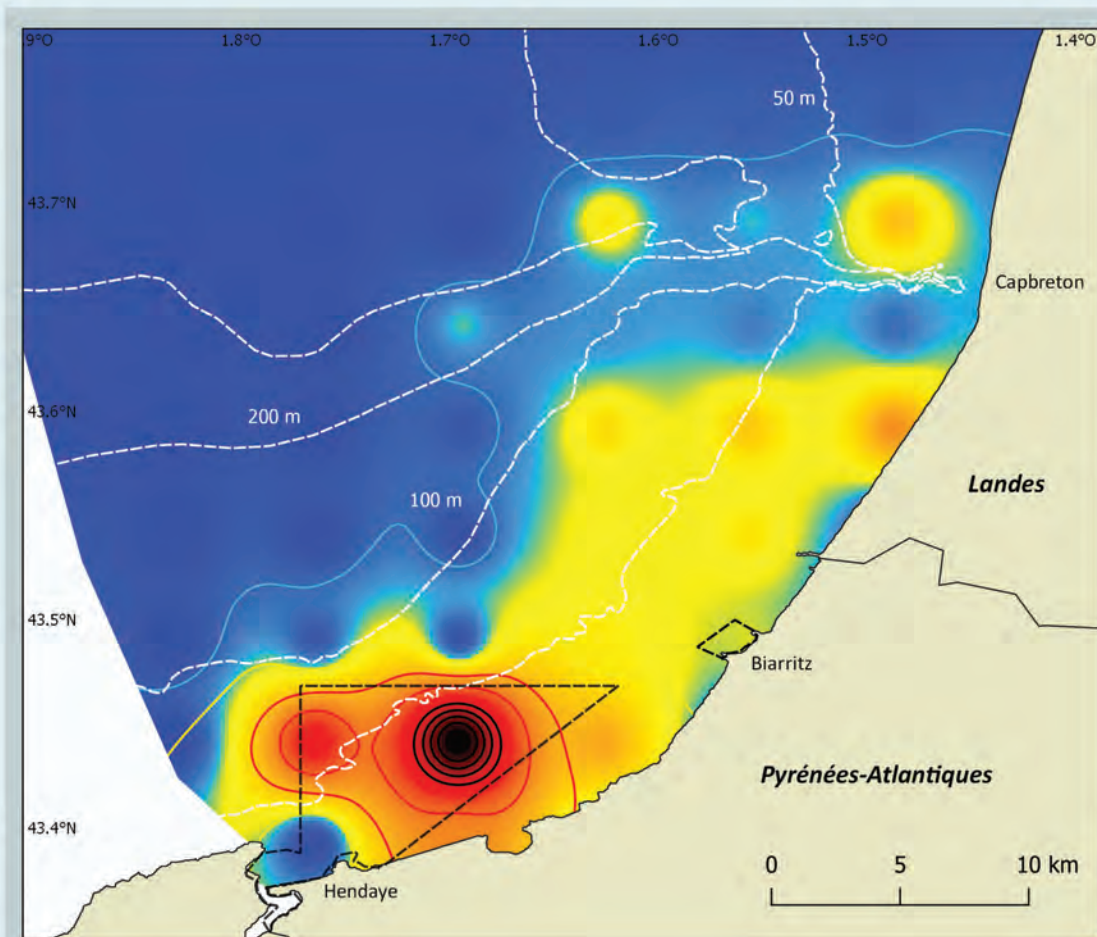 9°O 1.8°O 1.7°O 1.6°O 1.5°O 1.4°O
50 m
43.7°N
Capbreton
43.6°N
200 m
Landes
100 m
43.5°N
Biarritz
Pyrénées-Atlantiques
43.4°N
0 5 10 km
Hendaye